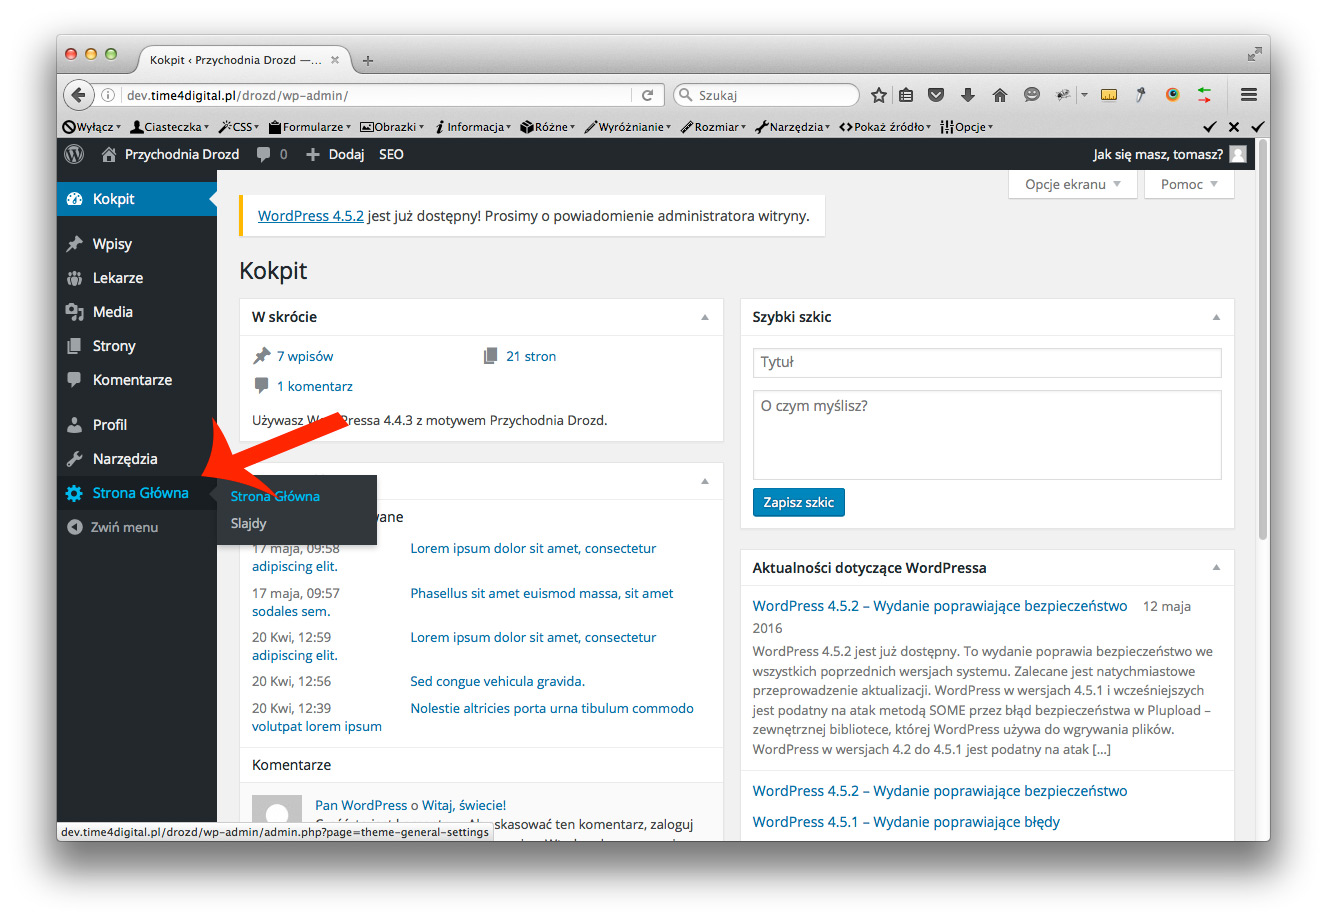 Kokpit ‹ Przychodnia Drozd —...
dev.time4digital.pl/drozd/wp-admin/
Szukaj
Wyłącz Ciasteczka CSS Formularze Obrazki Informacja Różne Wyróżnianie Rozmiar Narzędzia Pokaż źródło Opcje
Przychodnia Drozd 0 Dodaj SEO
Jak się masz, tomasz?
Kokpit
Wpisy
Lekarze
Media
Strony
Komentarze
Profil
Narzędzia
Strona Główna
Zwiń menu
Strona Główna
Slajdy
Opcje ekranu
Pomoc
WordPress 4.5.2 jest już dostępny! Prosimy o powiadomienie administratora witryny.
Kokpit
W skrócie
7 wpisów
21 stron
1 komentarz
Używasz WordPressa 4.4.3 z motywem Przychodnia Drozd.
17 maja, 09:58 Lorem ipsum dolor sit amet, consectetur
adipiscing elit.
17 maja, 09:57 Phasellus sit amet euismod massa, sit amet
sodales sem.
20 Kwi, 12:59 Lorem ipsum dolor sit amet, consectetur
adipiscing elit.
20 Kwi, 12:56 Sed congue vehicula gravida.
20 Kwi, 12:39 Nolestie altricies porta urna tibulum commodo
volutpat lorem ipsum
Komentarze
Pan WordPress o Witaj, świecie!
skasować ten komentarz, zaloguj
dev.time4digital.pl/drozd/wp-admin/admin.php?page=theme-general-settings
Szybki szkic
Tytuł
O czym myślisz?
Zapisz szkic
Aktualności dotyczące WordPressa
WordPress 4.5.2 – Wydanie poprawiające bezpieczeństwo 12 maja
2016
WordPress 4.5.2 jest już dostępny. To wydanie poprawia bezpieczeństwo we
wszystkich poprzednich wersjach systemu. Zalecane jest natychmiastowe
przeprowadzenie aktualizacji. WordPress w wersjach 4.5.1 i wcześniejszych
jest podatny na atak metodą SOME przez błąd bezpieczeństwa w Plupload –
zewnętrznej bibliotece, której WordPress używa do wgrywania plików.
WordPress w wersjach 4.2 do 4.5.1 jest podatny na atak [...]
WordPress 4.5.2 – Wydanie poprawiające bezpieczeństwo
WordPress 4.5.1 – Wydanie poprawiające błędy